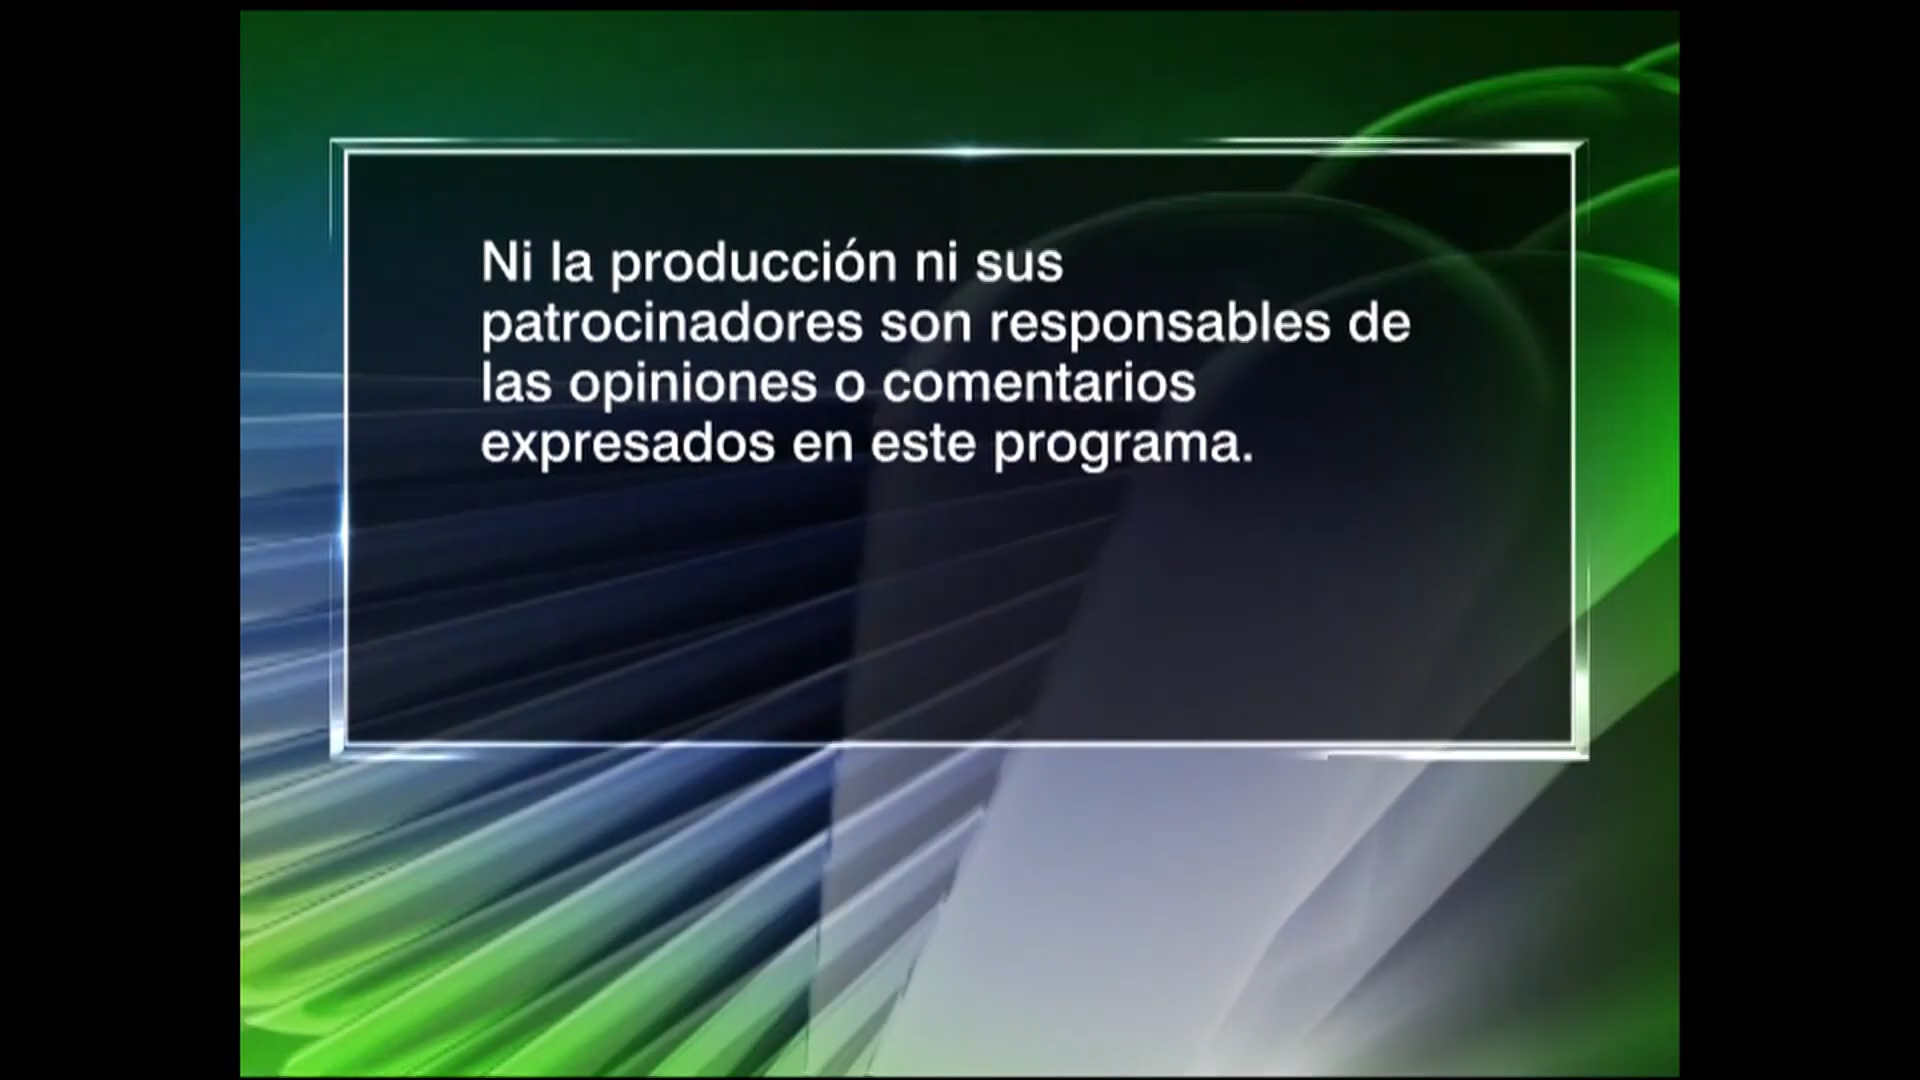 Ni la producción ni sus
patrocinadores son responsables de
las opiniones o comentarios
expresados en este programa.